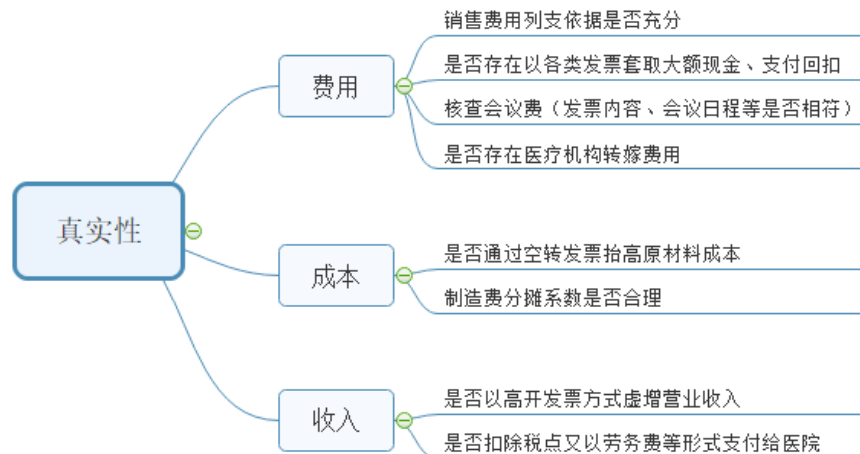 真实性
费用
销售费用列支依据是否充分
是否存在以各类发票套取大额现金、支付回扣
核查会议费（发票内容、会议日程等是否相符）
是否存在医疗机构转嫁费用
成本
是否通过空转发票抬高原材料成本
制造费分摊系数是否合理
收入
是否以高开发票方式虚增营业收入
是否扣除税点又以劳务费等形式支付给医院